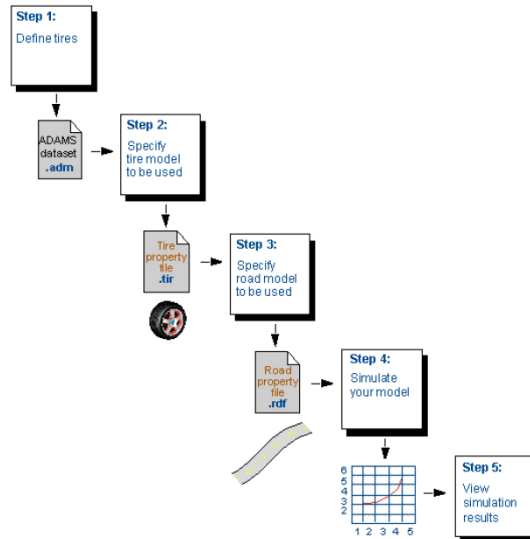 Step 1:
Define tires
ADAMS
dataset
.adm
Step 2:
Specify
tire model
to be used
Tire
property
file
.tir
Step 3:
Specify
road model
to be used
Road
property
file
.rdf
Step 4:
Simulate
your model
6
5
4
3
2
1 2 3 4 5
Step 5:
View
simulation
results